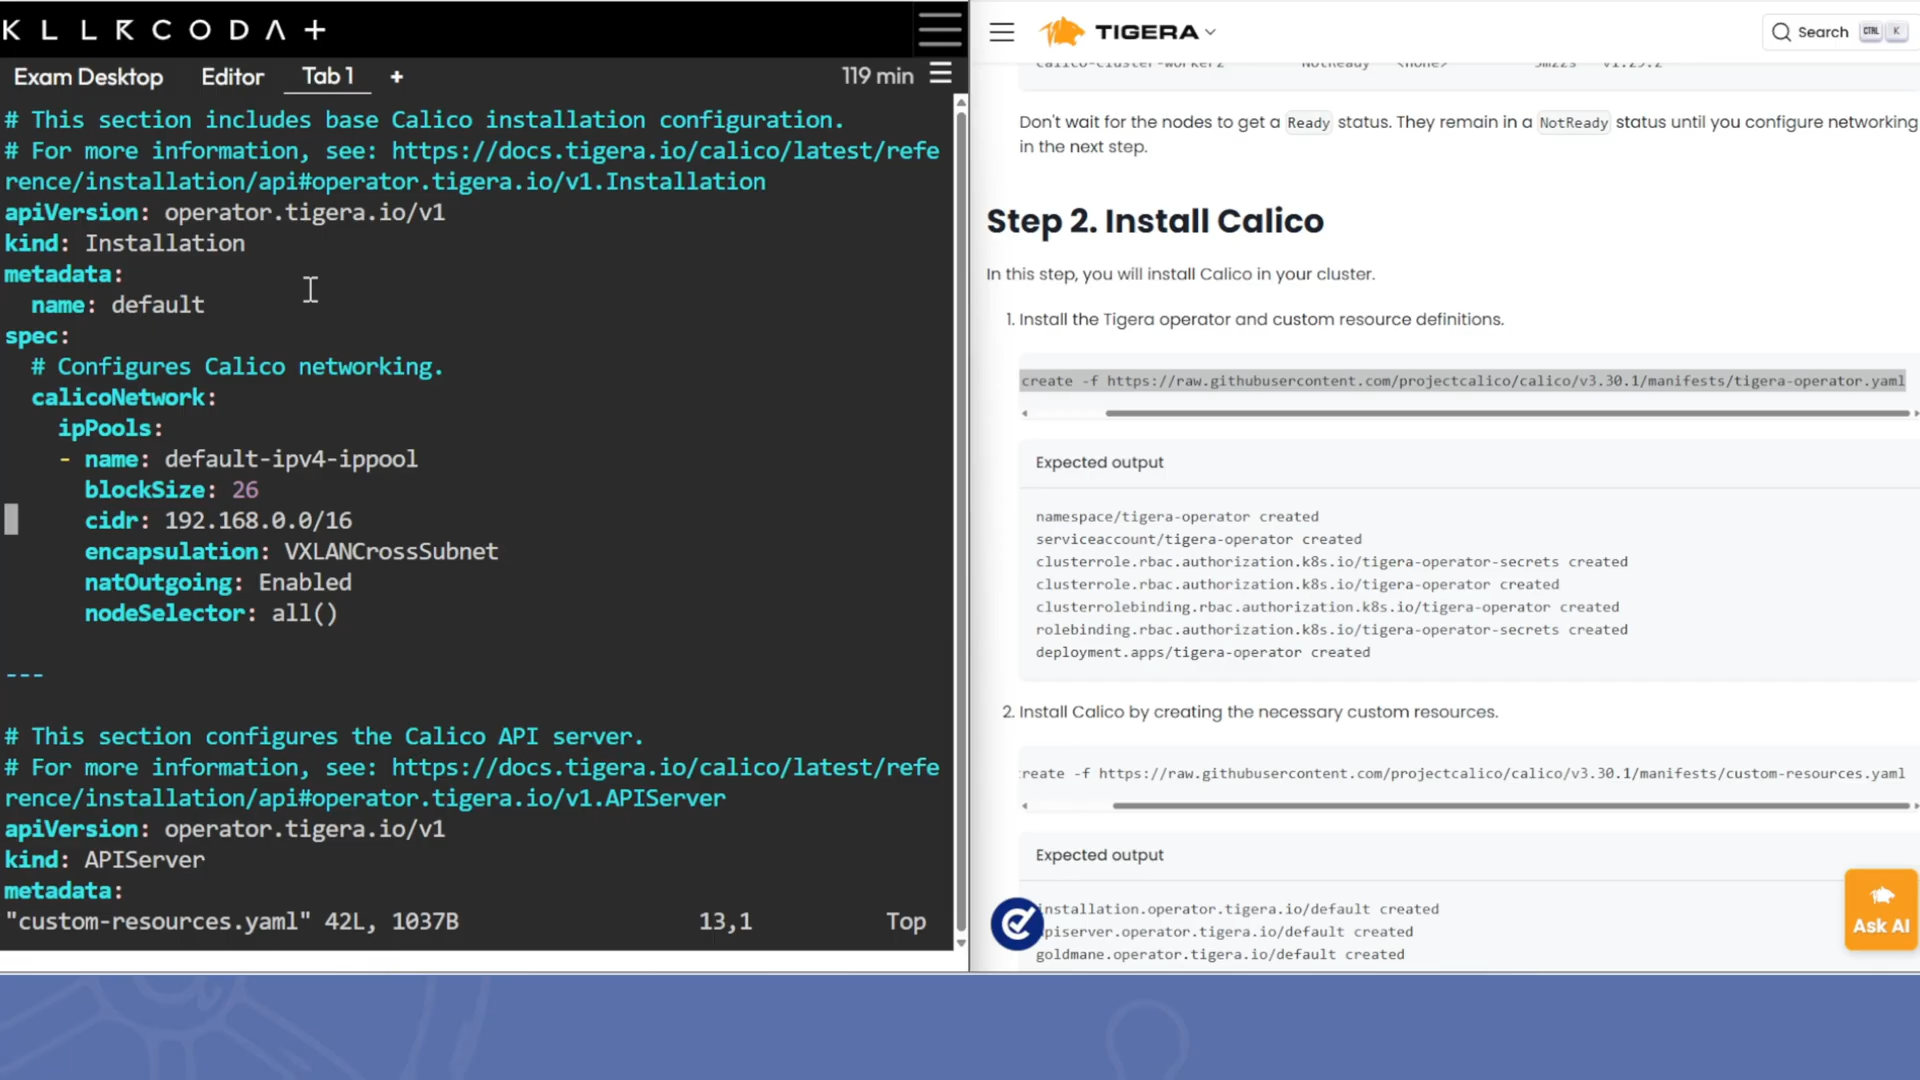 KLLRCODA+
Exam Desktop Editor Tab 1 + 119 min
# This section includes base Calico installation configuration.
# For more information, see: https://docs.tigera.io/calico/latest/refe
rence/installation/api#operator.tigera.io/v1.Installation
apiVersion: operator.tigera.io/v1
kind: Installation
metadata:
  name: default
spec:
  # Configures Calico networking.
  calicoNetwork:
    ipPools:
    - name: default-ipv4-ippool
      blockSize: 26
      cidr: 192.168.0.0/16
      encapsulation: VXLANCrossSubnet
      natOutgoing: Enabled
      nodeSelector: all()
---
# This section configures the Calico API server.
# For more information, see: https://docs.tigera.io/calico/latest/refe
rence/installation/api#operator.tigera.io/v1.APIServer
apiVersion: operator.tigera.io/v1
kind: APIServer
metadata:
"custom-resources.yaml" 42L, 1037B 13,1 Top
TIGERA
Search CTRL K
calico-cluster-worker2 NotReady <none> 5m22s v1.29.2
Don't wait for the nodes to get a Ready status. They remain in a NotReady status until you configure networking
in the next step.
Step 2. Install Calico
In this step, you will install Calico in your cluster.
1. Install the Tigera operator and custom resource definitions.
create -f https://raw.githubusercontent.com/projectcalico/calico/v3.30.1/manifests/tigera-operator.yaml
Expected output
namespace/tigera-operator created
serviceaccount/tigera-operator created
clusterrole.rbac.authorization.k8s.io/tigera-operator-secrets created
clusterrole.rbac.authorization.k8s.io/tigera-operator created
clusterrolebinding.rbac.authorization.k8s.io/tigera-operator created
rolebinding.rbac.authorization.k8s.io/tigera-operator-secrets created
deployment.apps/tigera-operator created
2. Install Calico by creating the necessary custom resources.
reate -f https://raw.githubusercontent.com/projectcalico/calico/v3.30.1/manifests/custom-resources.yaml
Expected output
installation.operator.tigera.io/default created
apiserver.operator.tigera.io/default created
goldmane.operator.tigera.io/default created
Ask AI